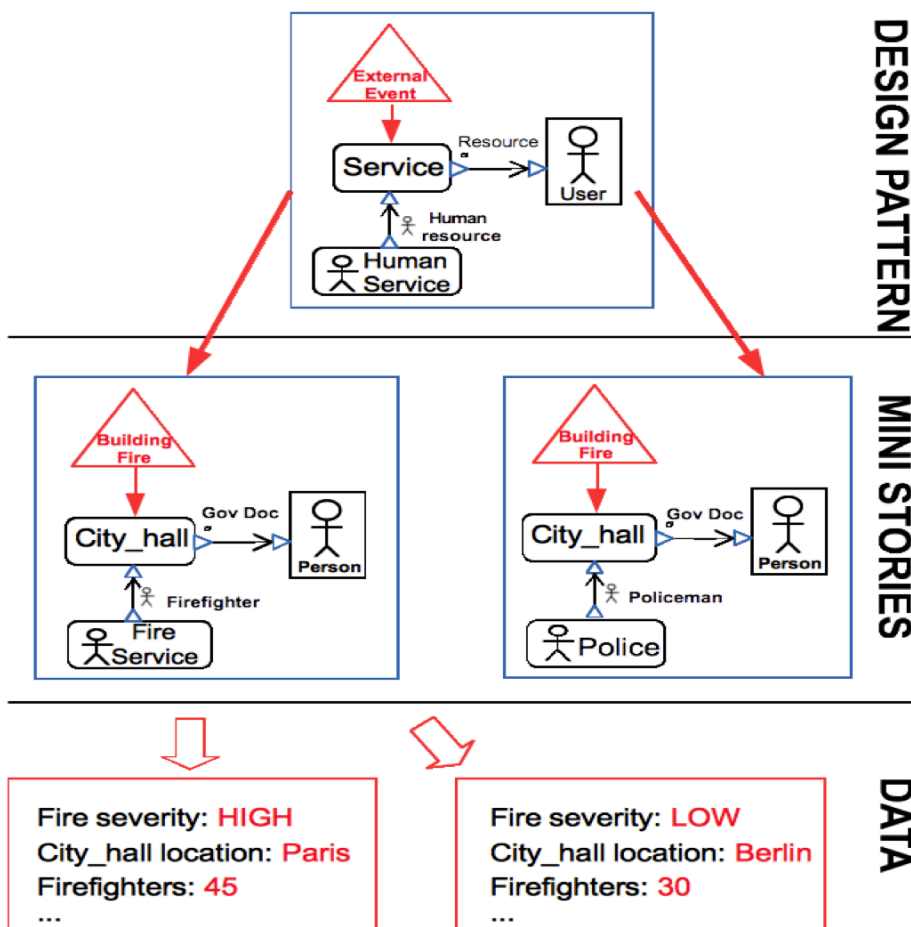 DESIGN PATTERN
External
Event
Resource
Service
User
Human
resource
Human
Service
MINI STORIES
Building
Fire
Gov Doc
City_hall
Person
Firefighter
Fire
Service
Building
Fire
Gov Doc
City_hall
Person
Policeman
Police
DATA
Fire severity: HIGH
City_hall location: Paris
Firefighters: 45
...
Fire severity: LOW
City_hall location: Berlin
Firefighters: 30
...